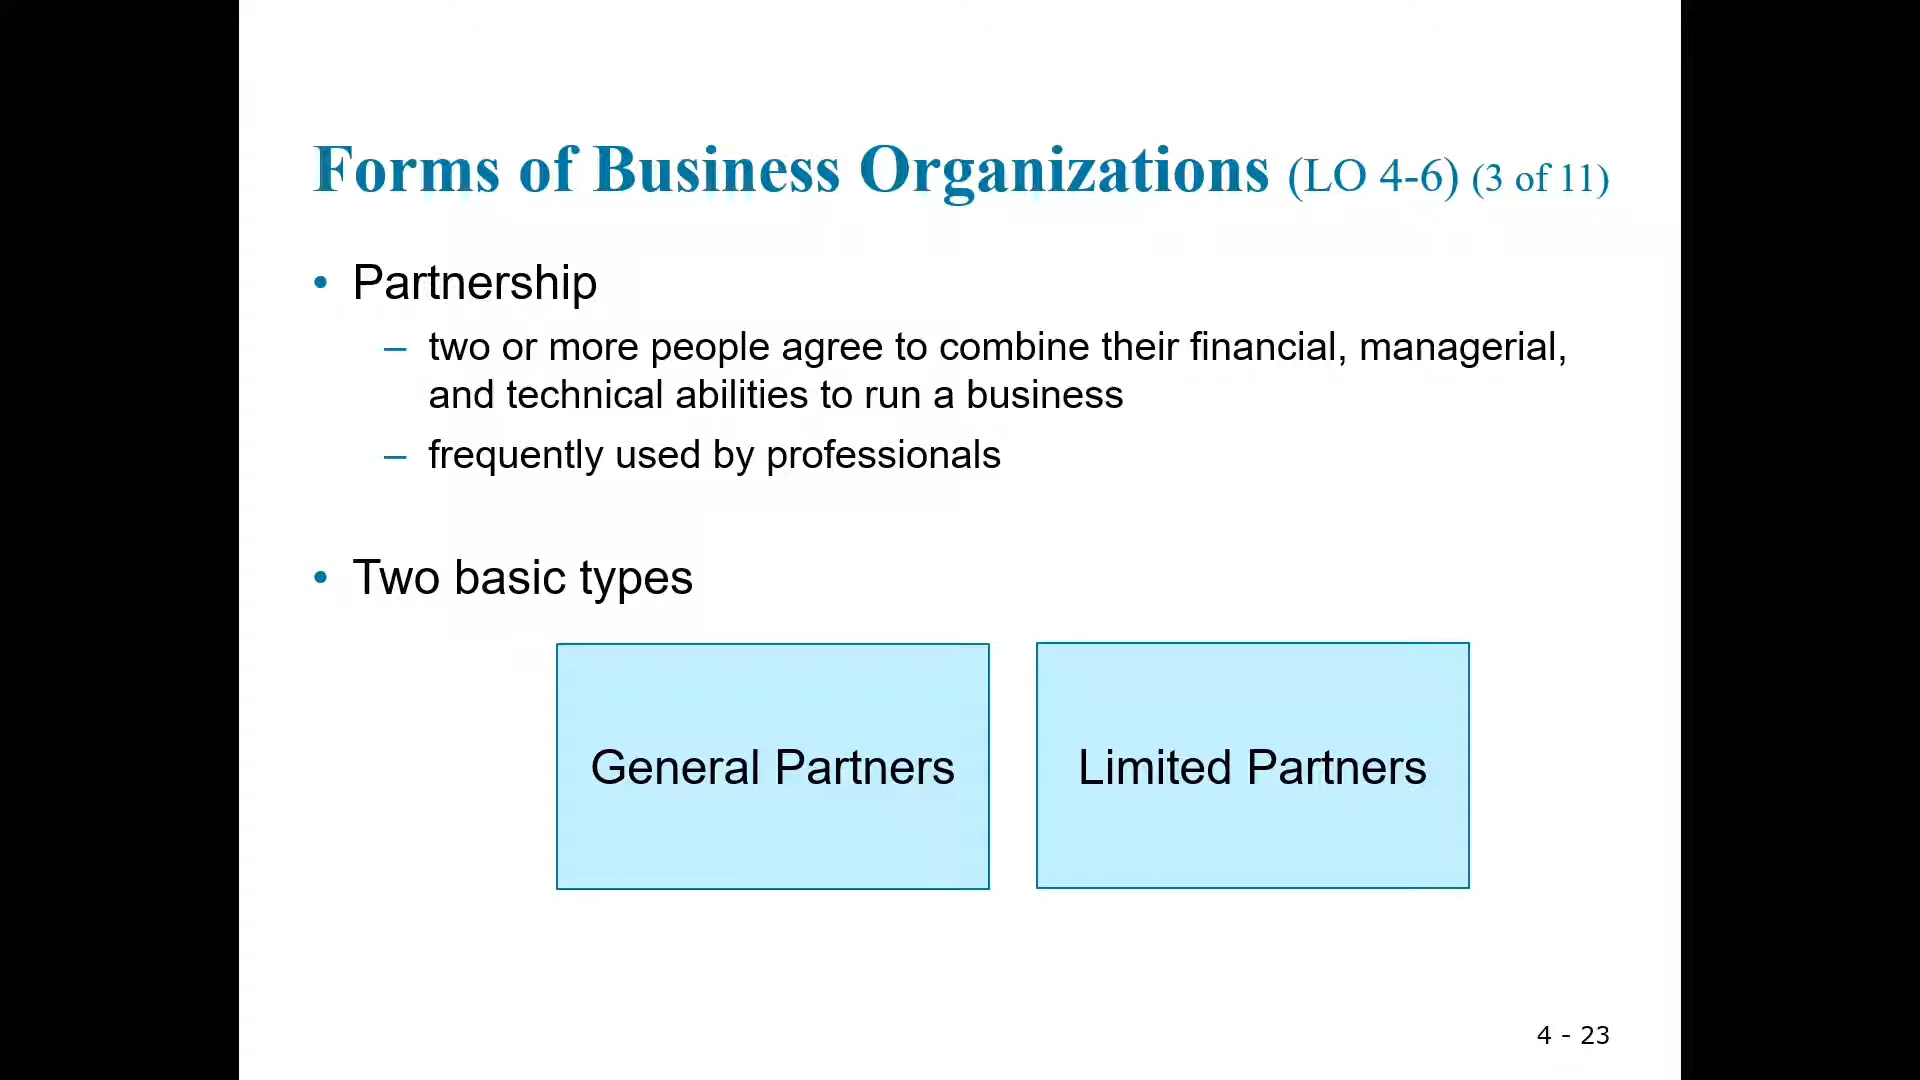 Forms of Business Organizations (LO 4-6) (3 of 11)
• Partnership
– two or more people agree to combine their financial, managerial,
and technical abilities to run a business
– frequently used by professionals
• Two basic types
General Partners
Limited Partners
4 - 23